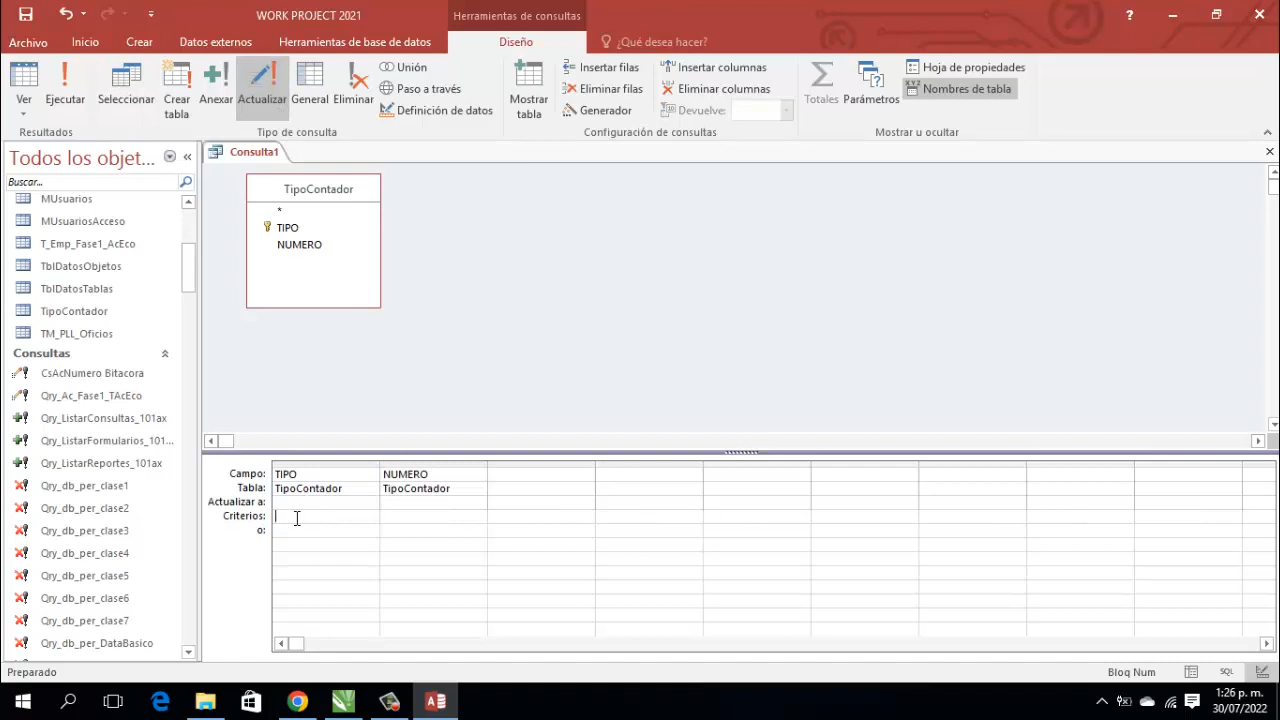 WORK PROJECT 2021
Herramientas de consultas
?
Archivo
Inicio
Crear
Datos externos
Herramientas de base de datos
Diseño
¿Qué desea hacer?
Ver
Ejecutar
Seleccionar
Crear
tabla
Anexar
Actualizar
General
Eliminar
Unión
Paso a través
Definición de datos
Mostrar
tabla
Insertar filas
Eliminar filas
Generador
Insertar columnas
Eliminar columnas
Devuelve:
Totales
Parámetros
Hoja de propiedades
XYZ
Nombres de tabla
Resultados
Tipo de consulta
Configuración de consultas
Mostrar u ocultar
Todos los objet...
Buscar...
MUsuarios
MUsuariosAcceso
T_Emp_Fase1_AcEco
TblDatosObjetos
TblDatosTablas
TipoContador
TM_PLL_Oficios
Consultas
CsAcNumero Bitacora
Qry_Ac_Fase1_TAcEco
Qry_ListarConsultas_101ax
Qry_ListarFormularios_101...
Qry_ListarReportes_101ax
Qry_db_per_clase1
Qry_db_per_clase2
Qry_db_per_clase3
Qry_db_per_clase4
Qry_db_per_clase5
Qry_db_per_clase6
Qry_db_per_clase7
Qry_db_per_DataBasico
Consulta1
TipoContador
*
TIPO
NUMERO
Campo: TIPO NUMERO
Tabla: TipoContador TipoContador
Actualizar a:
Criterios:
o:
Preparado
Bloq Num
SQL
1:26 p. m.
30/07/2022